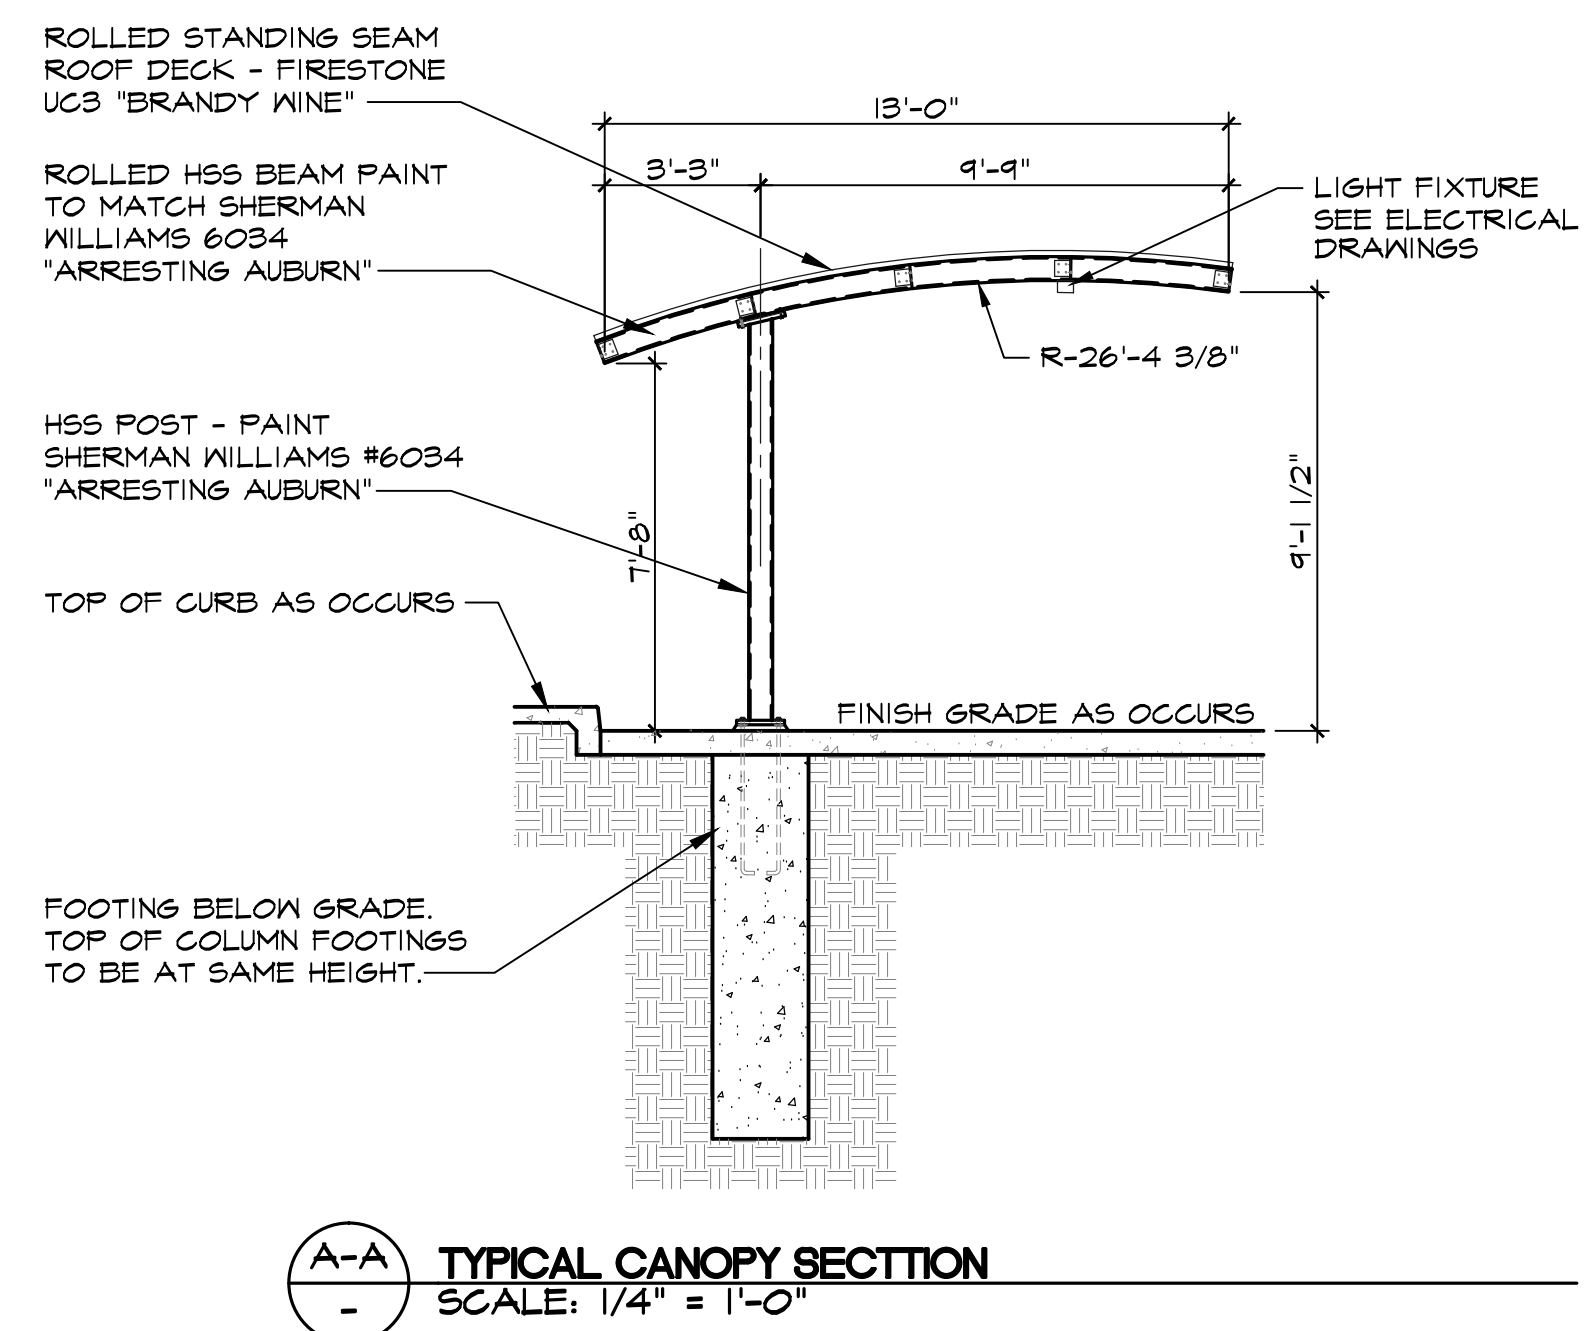 ROLLED STANDING SEAM
ROOF DECK - FIRESTONE
UC3 "BRANDY WINE"
13'-0"
3'-3"
9'-9"
ROLLED HSS BEAM PAINT
TO MATCH SHERMAN
WILLIAMS 6034
"ARRESTING AUBURN"
LIGHT FIXTURE
SEE ELECTRICAL
DRAWINGS
R-26'-4 3/8"
HSS POST - PAINT
SHERMAN WILLIAMS #6034
"ARRESTING AUBURN"
7'-8"
9'-1 1/2"
TOP OF CURB AS OCCURS
FINISH GRADE AS OCCURS
FOOTING BELOW GRADE.
TOP OF COLUMN FOOTINGS
TO BE AT SAME HEIGHT.
A-A
-
TYPICAL CANOPY SECTTION
SCALE: 1/4" = 1'-0"